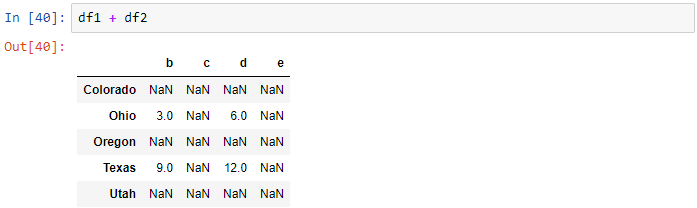 In [40]: df1 + df2
Out[40]:
b c d e
Colorado NaN NaN NaN NaN
Ohio 3.0 NaN 6.0 NaN
Oregon NaN NaN NaN NaN
Texas 9.0 NaN 12.0 NaN
Utah NaN NaN NaN NaN